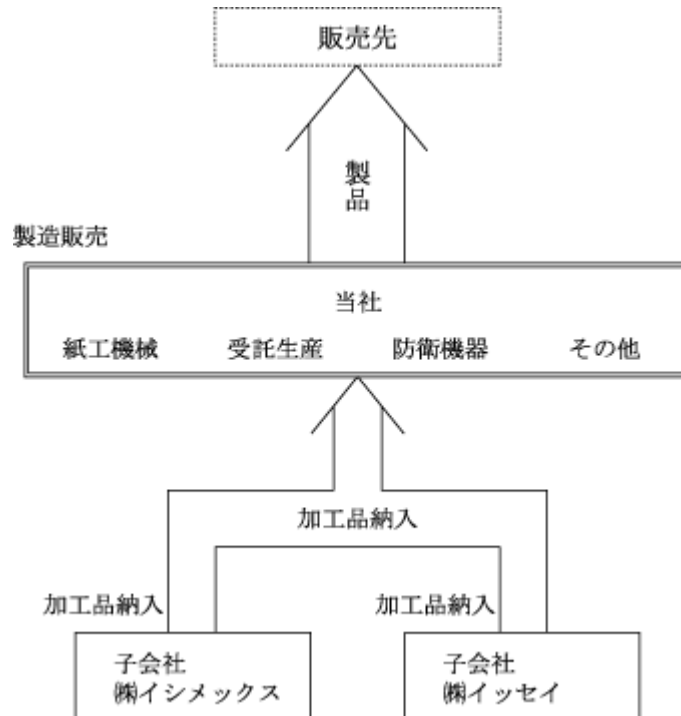 販売先
製品
製造販売
当社
紙工機械 受託生産 防衛機器 その他
加工品納入
加工品納入 加工品納入
子会社 子会社
㈱イシメックス ㈱イッセイ